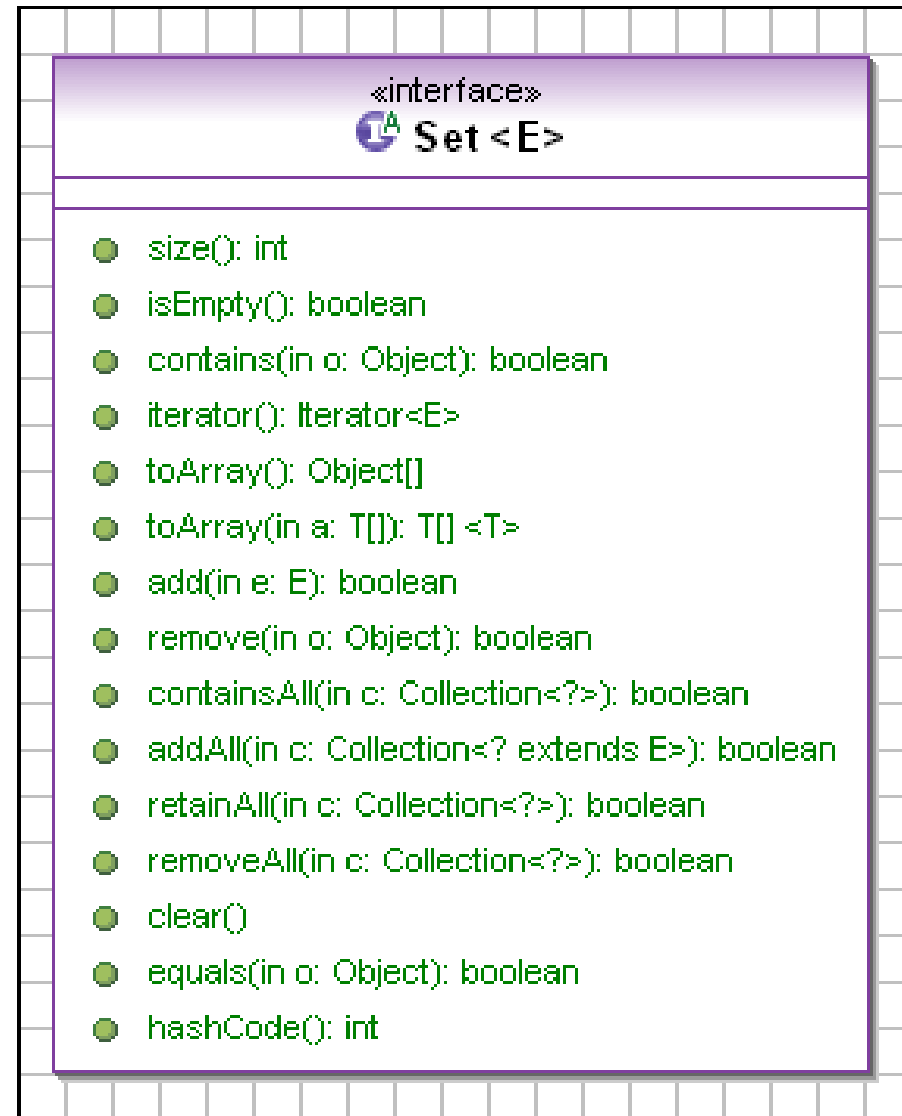 «interface»
Set <E>
size(): int
isEmpty(): boolean
contains(in o: Object): boolean
iterator(): Iterator<E>
toArray(): Object[]
toArray(in a: T[]): T[] <T>
add(in e: E): boolean
remove(in o: Object): boolean
containsAll(in c: Collection<?>): boolean
addAll(in c: Collection<? extends E>): boolean
retainAll(in c: Collection<?>): boolean
removeAll(in c: Collection<?>): boolean
clear()
equals(in o: Object): boolean
hashCode(): int